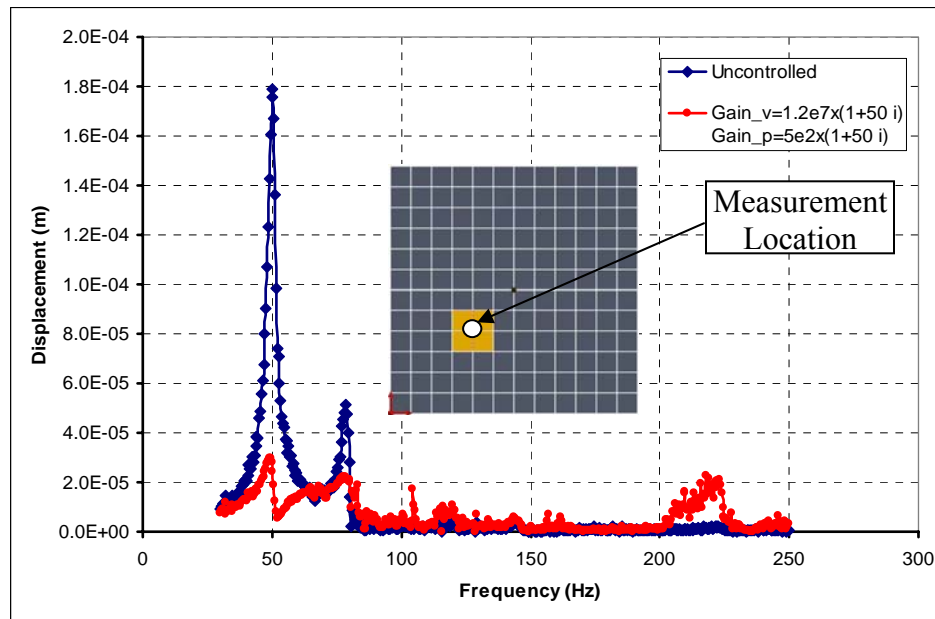 2.0E-04
1.8E-04
1.6E-04
1.4E-04
1.2E-04
1.0E-04
8.0E-05
6.0E-05
4.0E-05
2.0E-05
0.0E+00
Displacement (m)
Uncontrolled
Gain_v=1.2e7x(1+50 i)
Gain_p=5e2x(1+50 i)
Measurement
Location
0 50 100 150 200 250 300
Frequency (Hz)